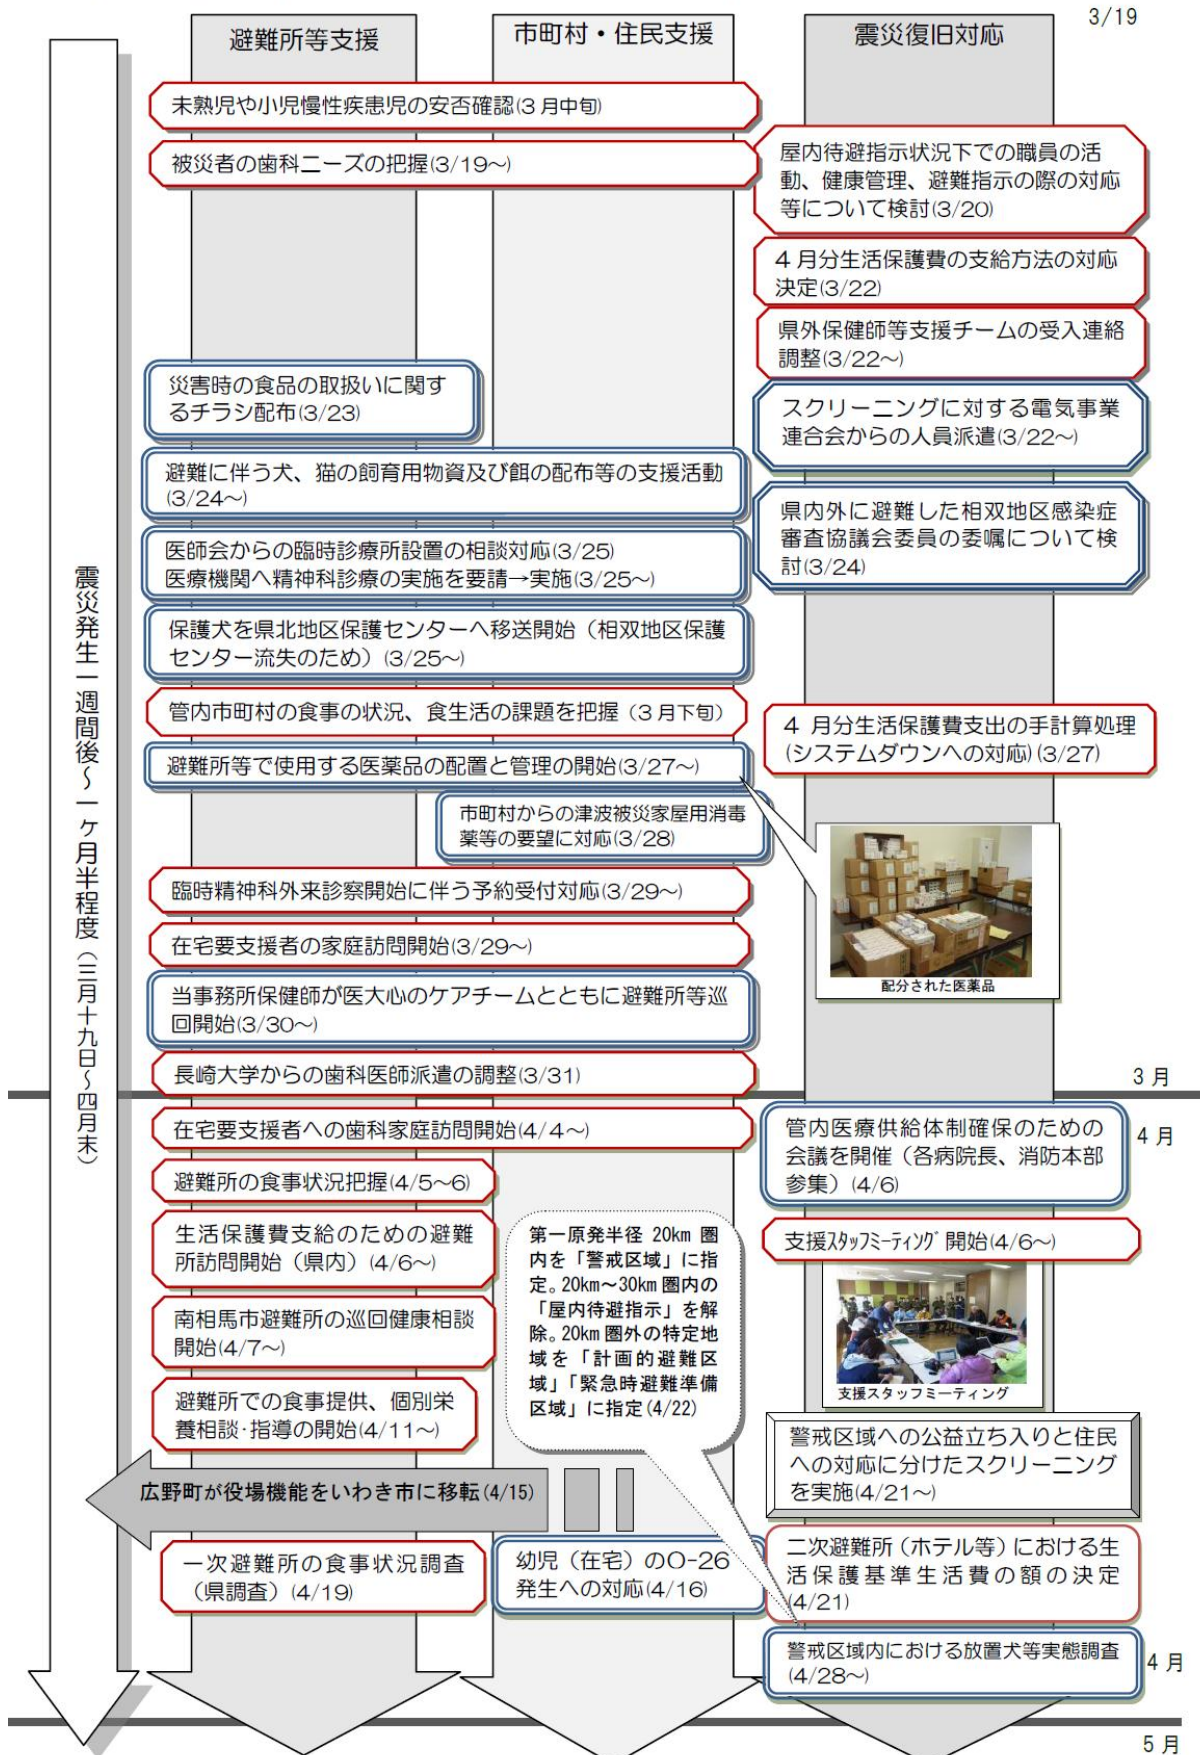 3/19
避難所等支援
市町村・住民支援
震災復旧対応
震災発生一週間後～一ヶ月半程度（三月十九日～四月末）
未熟児や小児慢性疾患児の安否確認(3月中旬)
被災者の歯科ニーズの把握(3/19～)
屋内待避指示状況下での職員の活
動、健康管理、避難指示の際の対応
等について検討(3/20)
4月分生活保護費の支給方法の対応
決定(3/22)
県外保健師等支援チームの受入連絡
調整(3/22～)
災害時の食品の取扱いに関す
るチラシ配布(3/23)
スクリーニングに対する電気事業
連合会からの人員派遣(3/22～)
避難に伴う犬、猫の飼育用物資及び餌の配布等の支援活動
(3/24～)
県内外に避難した相双地区感染症
審査協議会委員の委嘱について検
討(3/24)
医師会からの臨時診療所設置の相談対応(3/25)
医療機関へ精神科診療の実施を要請→実施(3/25～)
保護犬を県北地区保護センターへ移送開始（相双地区保護
センター流失のため）(3/25～)
管内市町村の食事の状況、食生活の課題を把握（3月下旬）
4 月分生活保護費支出の手計算処理
(システムダウンへの対応)(3/27)
避難所等で使用する医薬品の配置と管理の開始(3/27～)
市町村からの津波被災家屋用消毒
薬等の要望に対応(3/28)
配分された医薬品
臨時精神科外来診察開始に伴う予約受付対応(3/29～)
在宅要支援者の家庭訪問開始(3/29～)
当事務所保健師が医大心のケアチームとともに避難所等巡
回開始(3/30～)
長崎大学からの歯科医師派遣の調整(3/31)
3月
4月
在宅要支援者への歯科家庭訪問開始(4/4～)
管内医療供給体制確保のための
会議を開催（各病院長、消防本部
参集）(4/6)
避難所の食事状況把握(4/5～6)
生活保護費支給のための避難
所訪問開始（県内）(4/6～)
支援ｽﾀｯﾌﾐｰﾃｨﾝｸﾞ開始(4/6～)
支援スタッフミーティング
第一原発半径 20km 圏
内を「警戒区域」に指
定。20km～30km圏内の
「屋内待避指示」を解
除。20km圏外の特定地
域を「計画的避難区
域」「緊急時避難準備
区域」に指定(4/22)
南相馬市避難所の巡回健康相談
開始(4/7～)
避難所での食事提供、個別栄
養相談・指導の開始(4/11～)
警戒区域への公益立ち入りと住民
への対応に分けたスクリーニング
を実施(4/21～)
広野町が役場機能をいわき市に移転(4/15)
一次避難所の食事状況調査
（県調査）(4/19)
幼児（在宅）のO-26
発生への対応(4/16)
二次避難所（ホテル等）における生
活保護基準生活費の額の決定
(4/21)
警戒区域内における放置犬等実態調査
(4/28～)
4月
5月